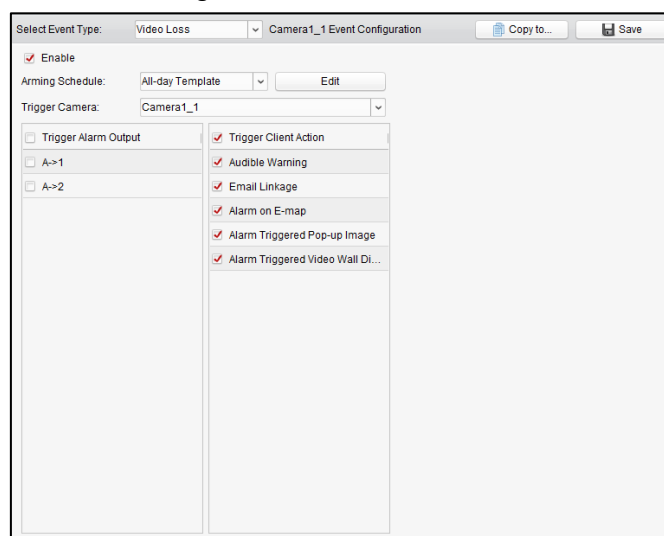 Select Event Type: Video Loss Camera1_1 Event Configuration Copy to... Save
Enable
Arming Schedule: All-day Template Edit
Trigger Camera: Camera1_1
Trigger Alarm Output Trigger Client Action
A->1 Audible Warning
A->2 Email Linkage
Alarm on E-map
Alarm Triggered Pop-up Image
Alarm Triggered Video Wall Di...